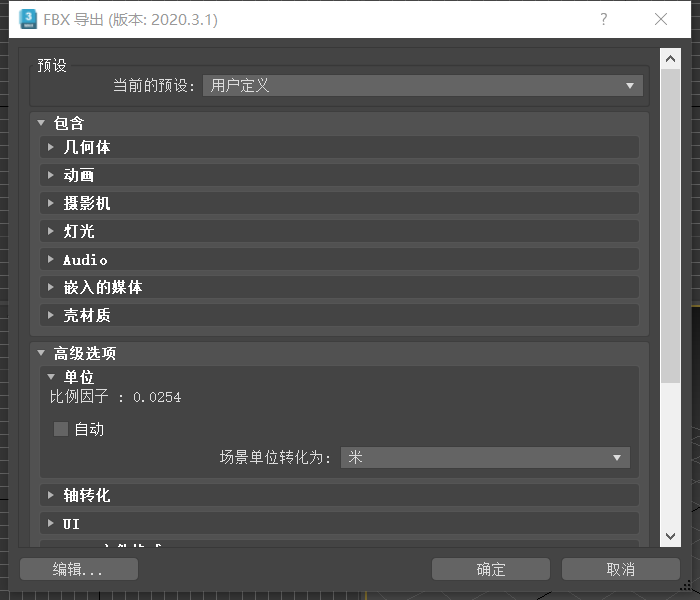 FBX 导出 (版本: 2020.3.1)
预设
当前的预设: 用户定义
包含
几何体
动画
摄影机
灯光
Audio
嵌入的媒体
壳材质
高级选项
单位
比例因子 : 0.0254
自动
场景单位转化为: 米
轴转化
UI
编辑... 确定 取消